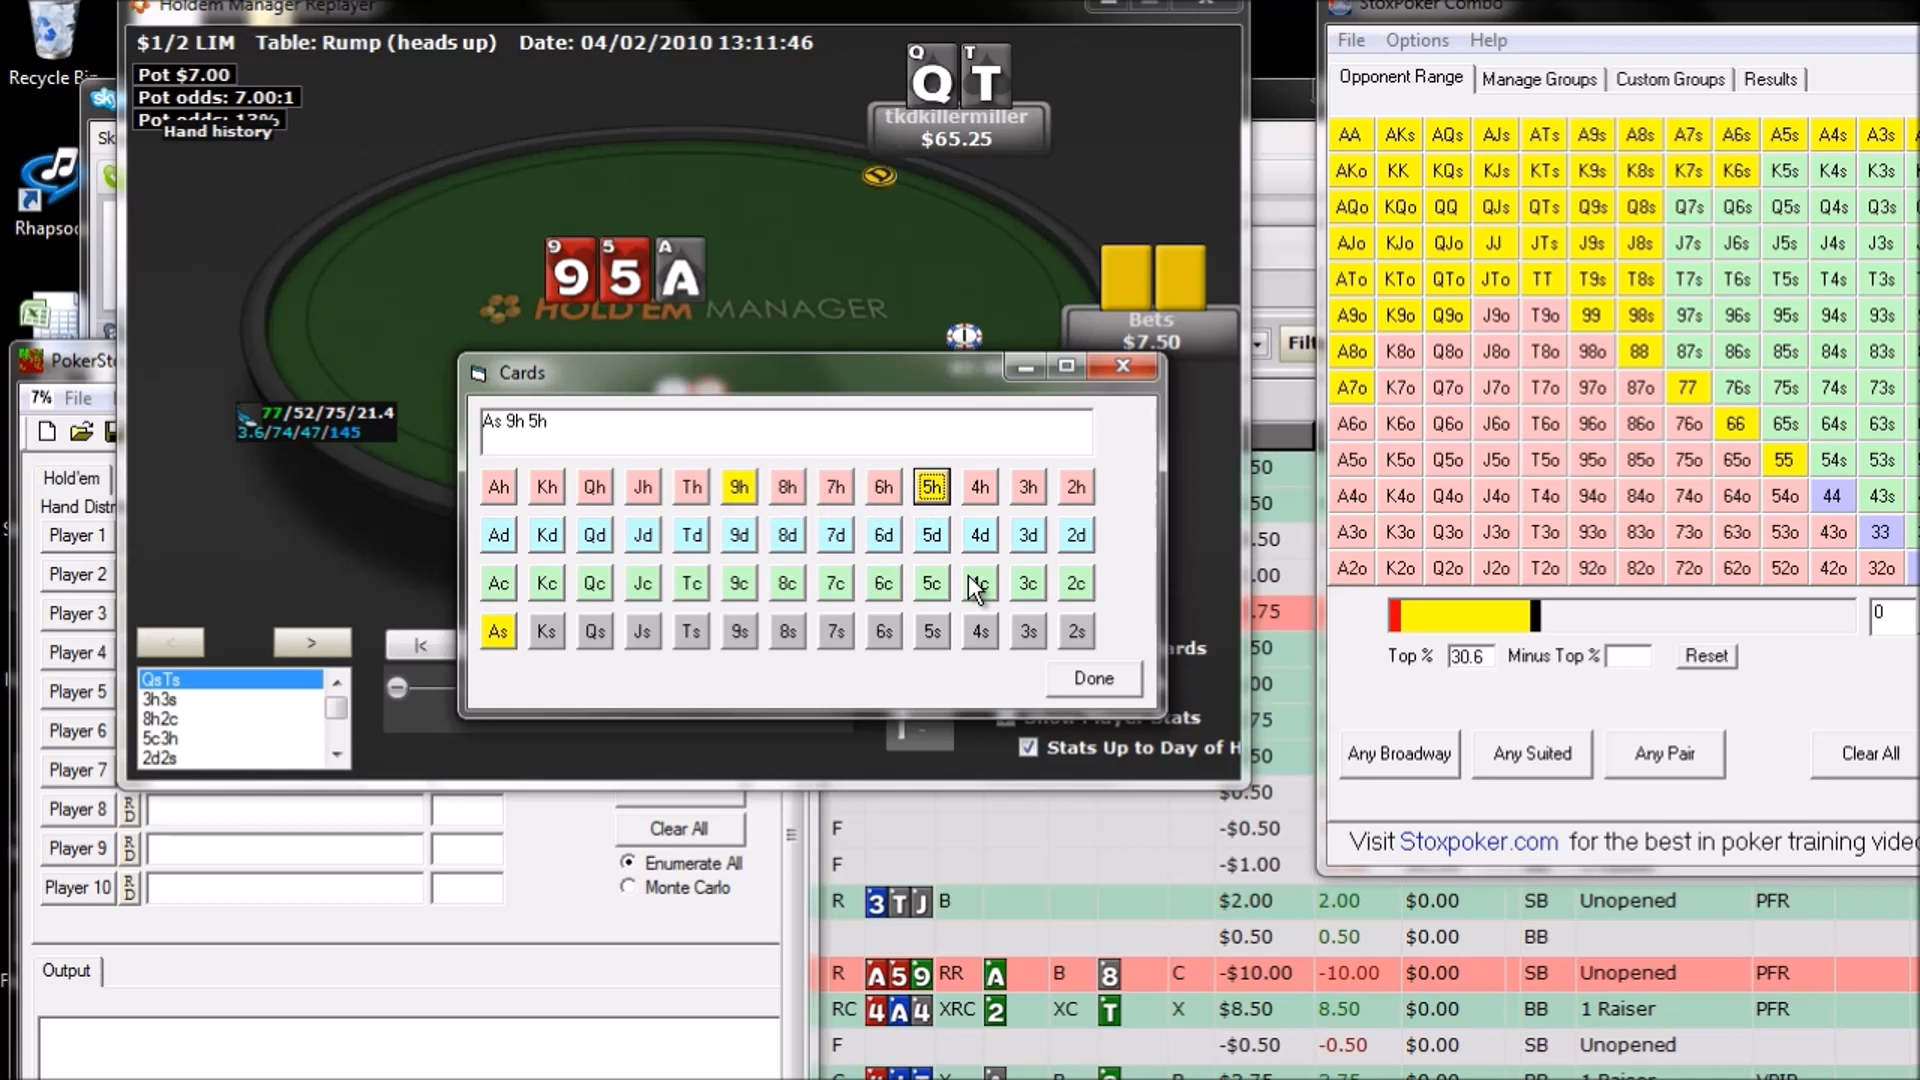 Holdem Manager Replayer
$1/2 LIM Table: Rump (heads up) Date: 04/02/2010 13:11:46
Pot $7.00
Pot odds: 7.00:1
Pot odds: 13%
Hand history
Q T
Q T
tkdkillermiller
$65.25
9 5 A
9 5 A
HOLD'EM MANAGER
Bets
$7.50
77/52/75/21.4
3.6/74/47/145
Recycle Bin
Rhapso
PokerSto
7% File
Hold'em
Hand Distr
Player 1
Player 2
Player 3
Player 4
Player 5
Player 6
Player 7
Player 8 R D
Player 9 R D
Player 10 R D
Clear All
Enumerate All
Monte Carlo
Output
< > |<
QsTs
3h3s
8h2c
5c3h
2d2s
Stats Up to Day of H
Cards
As 9h 5h
Ah Kh Qh Jh Th 9h 8h 7h 6h 5h 4h 3h 2h
Ad Kd Qd Jd Td 9d 8d 7d 6d 5d 4d 3d 2d
Ac Kc Qc Jc Tc 9c 8c 7c 6c 5c 4c 3c 2c
As Ks Qs Js Ts 9s 8s 7s 6s 5s 4s 3s 2s
Done
Filt
StoxPoker Combo
File Options Help
Opponent Range Manage Groups Custom Groups Results
AA AKs AQs AJs ATs A9s A8s A7s A6s A5s A4s A3s
AKo KK KQs KJs KTs K9s K8s K7s K6s K5s K4s K3s
AQo KQo QQ QJs QTs Q9s Q8s Q7s Q6s Q5s Q4s Q3s
AJo KJo QJo JJ JTs J9s J8s J7s J6s J5s J4s J3s
ATo KTo QTo JTo TT T9s T8s T7s T6s T5s T4s T3s
A9o K9o Q9o J9o T9o 99 98s 97s 96s 95s 94s 93s
A8o K8o Q8o J8o T8o 98o 88 87s 86s 85s 84s 83s
A7o K7o Q7o J7o T7o 97o 87o 77 76s 75s 74s 73s
A6o K6o Q6o J6o T6o 96o 86o 76o 66 65s 64s 63s
A5o K5o Q5o J5o T5o 95o 85o 75o 65o 55 54s 53s
A4o K4o Q4o J4o T4o 94o 84o 74o 64o 54o 44 43s
A3o K3o Q3o J3o T3o 93o 83o 73o 63o 53o 43o 33
A2o K2o Q2o J2o T2o 92o 82o 72o 62o 52o 42o 32o
0
Top % 30.6 Minus Top % Reset
Any Broadway Any Suited Any Pair Clear All
Visit Stoxpoker.com for the best in poker training video
-$0.50
F -$0.50
F -$1.00
R 3 T J B $2.00 2.00 $0.00 SB Unopened PFR
$0.50 0.50 $0.00 BB
R A 5 9 RR A B 8 C -$10.00 -10.00 $0.00 SB Unopened PFR
RC 4 A 4 XRC 2 XC T X $8.50 8.50 $0.00 BB 1 Raiser PFR
F -$0.50 -0.50 $0.00 SB Unopened